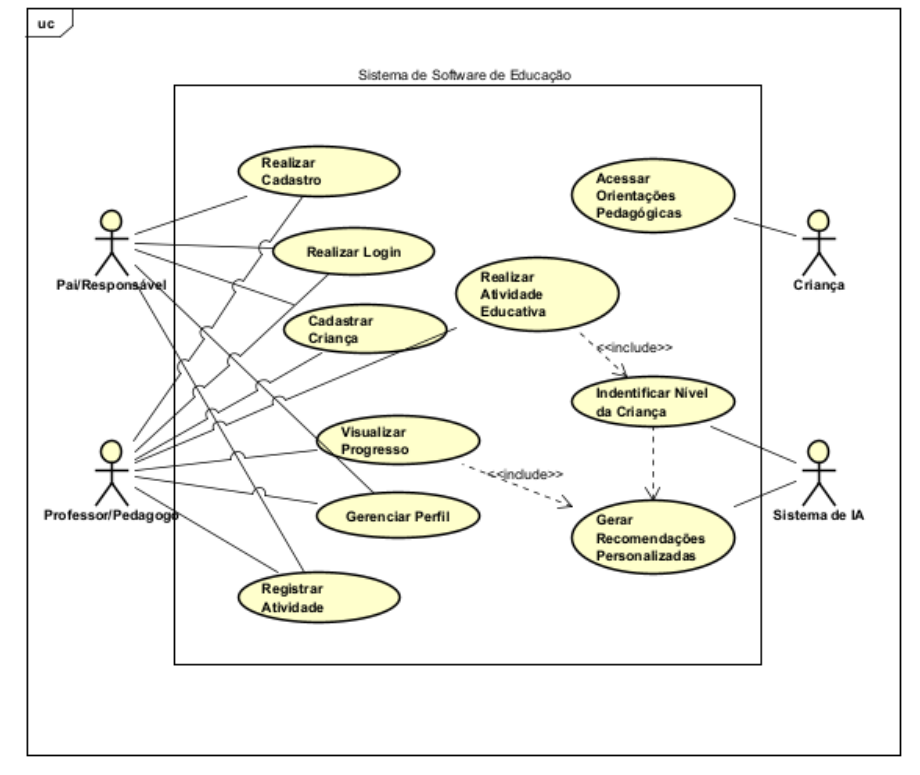 uc
Sistema de Software de Educação
Realizar
Cadastro
Acessar
Orientações
Pedagógicas
Realizar Login
Pai/Responsável
Criança
Realizar
Atividade
Educativa
Cadastrar
Criança
<<include>>
Indentificar Nível
da Criança
Visualizar
Progresso
<<include>>
Professor/Pedagogo
Gerenciar Perfil
Sistema de IA
Gerar
Recomendações
Personalizadas
Registrar
Atividade